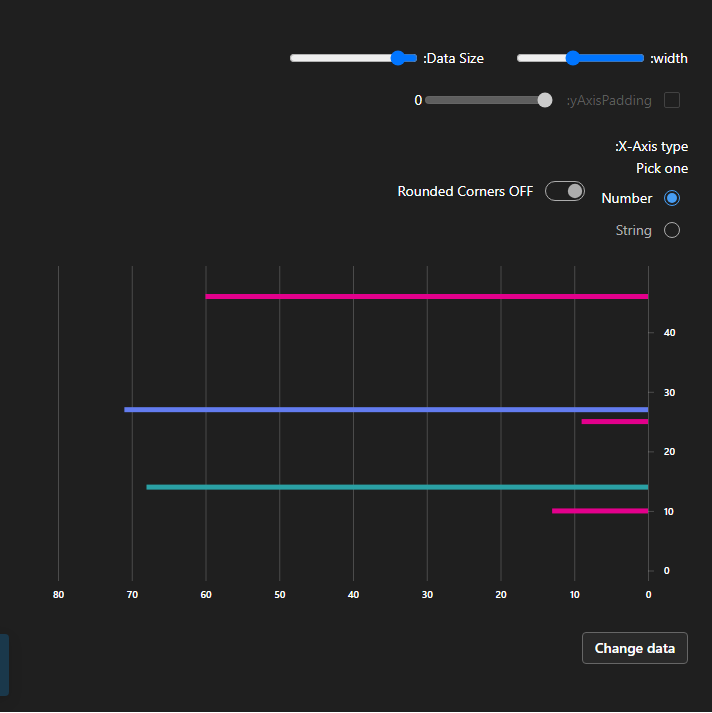 :width
:Data Size
:yAxisPadding
0
:X-Axis type
Pick one
Number
Rounded Corners OFF
String
40
30
20
10
0
80 70 60 50 40 30 20 10 0
Change data